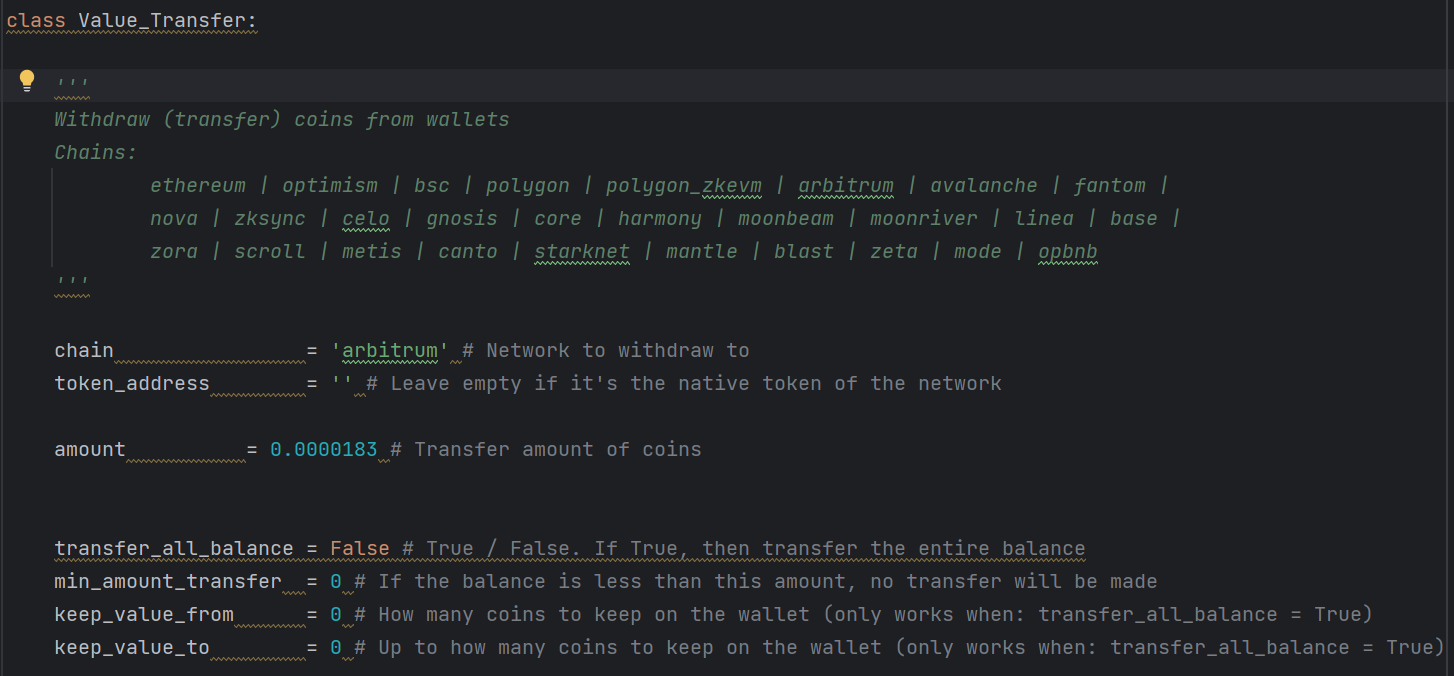 class Value_Transfer:
'''
Withdraw (transfer) coins from wallets
Chains:
ethereum | optimism | bsc | polygon | polygon_zkevm | arbitrum | avalanche | fantom |
nova | zksync | celo | gnosis | core | harmony | moonbeam | moonriver | linea | base |
zora | scroll | metis | canto | starknet | mantle | blast | zeta | mode | opbnb
'''
chain                = 'arbitrum' # Network to withdraw to
token_address        = '' # Leave empty if it's the native token of the network
amount          = 0.0000183 # Transfer amount of coins
transfer_all_balance = False # True / False. If True, then transfer the entire balance
min_amount_transfer  = 0 # If the balance is less than this amount, no transfer will be made
keep_value_from      = 0 # How many coins to keep on the wallet (only works when: transfer_all_balance = True)
keep_value_to        = 0 # Up to how many coins to keep on the wallet (only works when: transfer_all_balance = True)